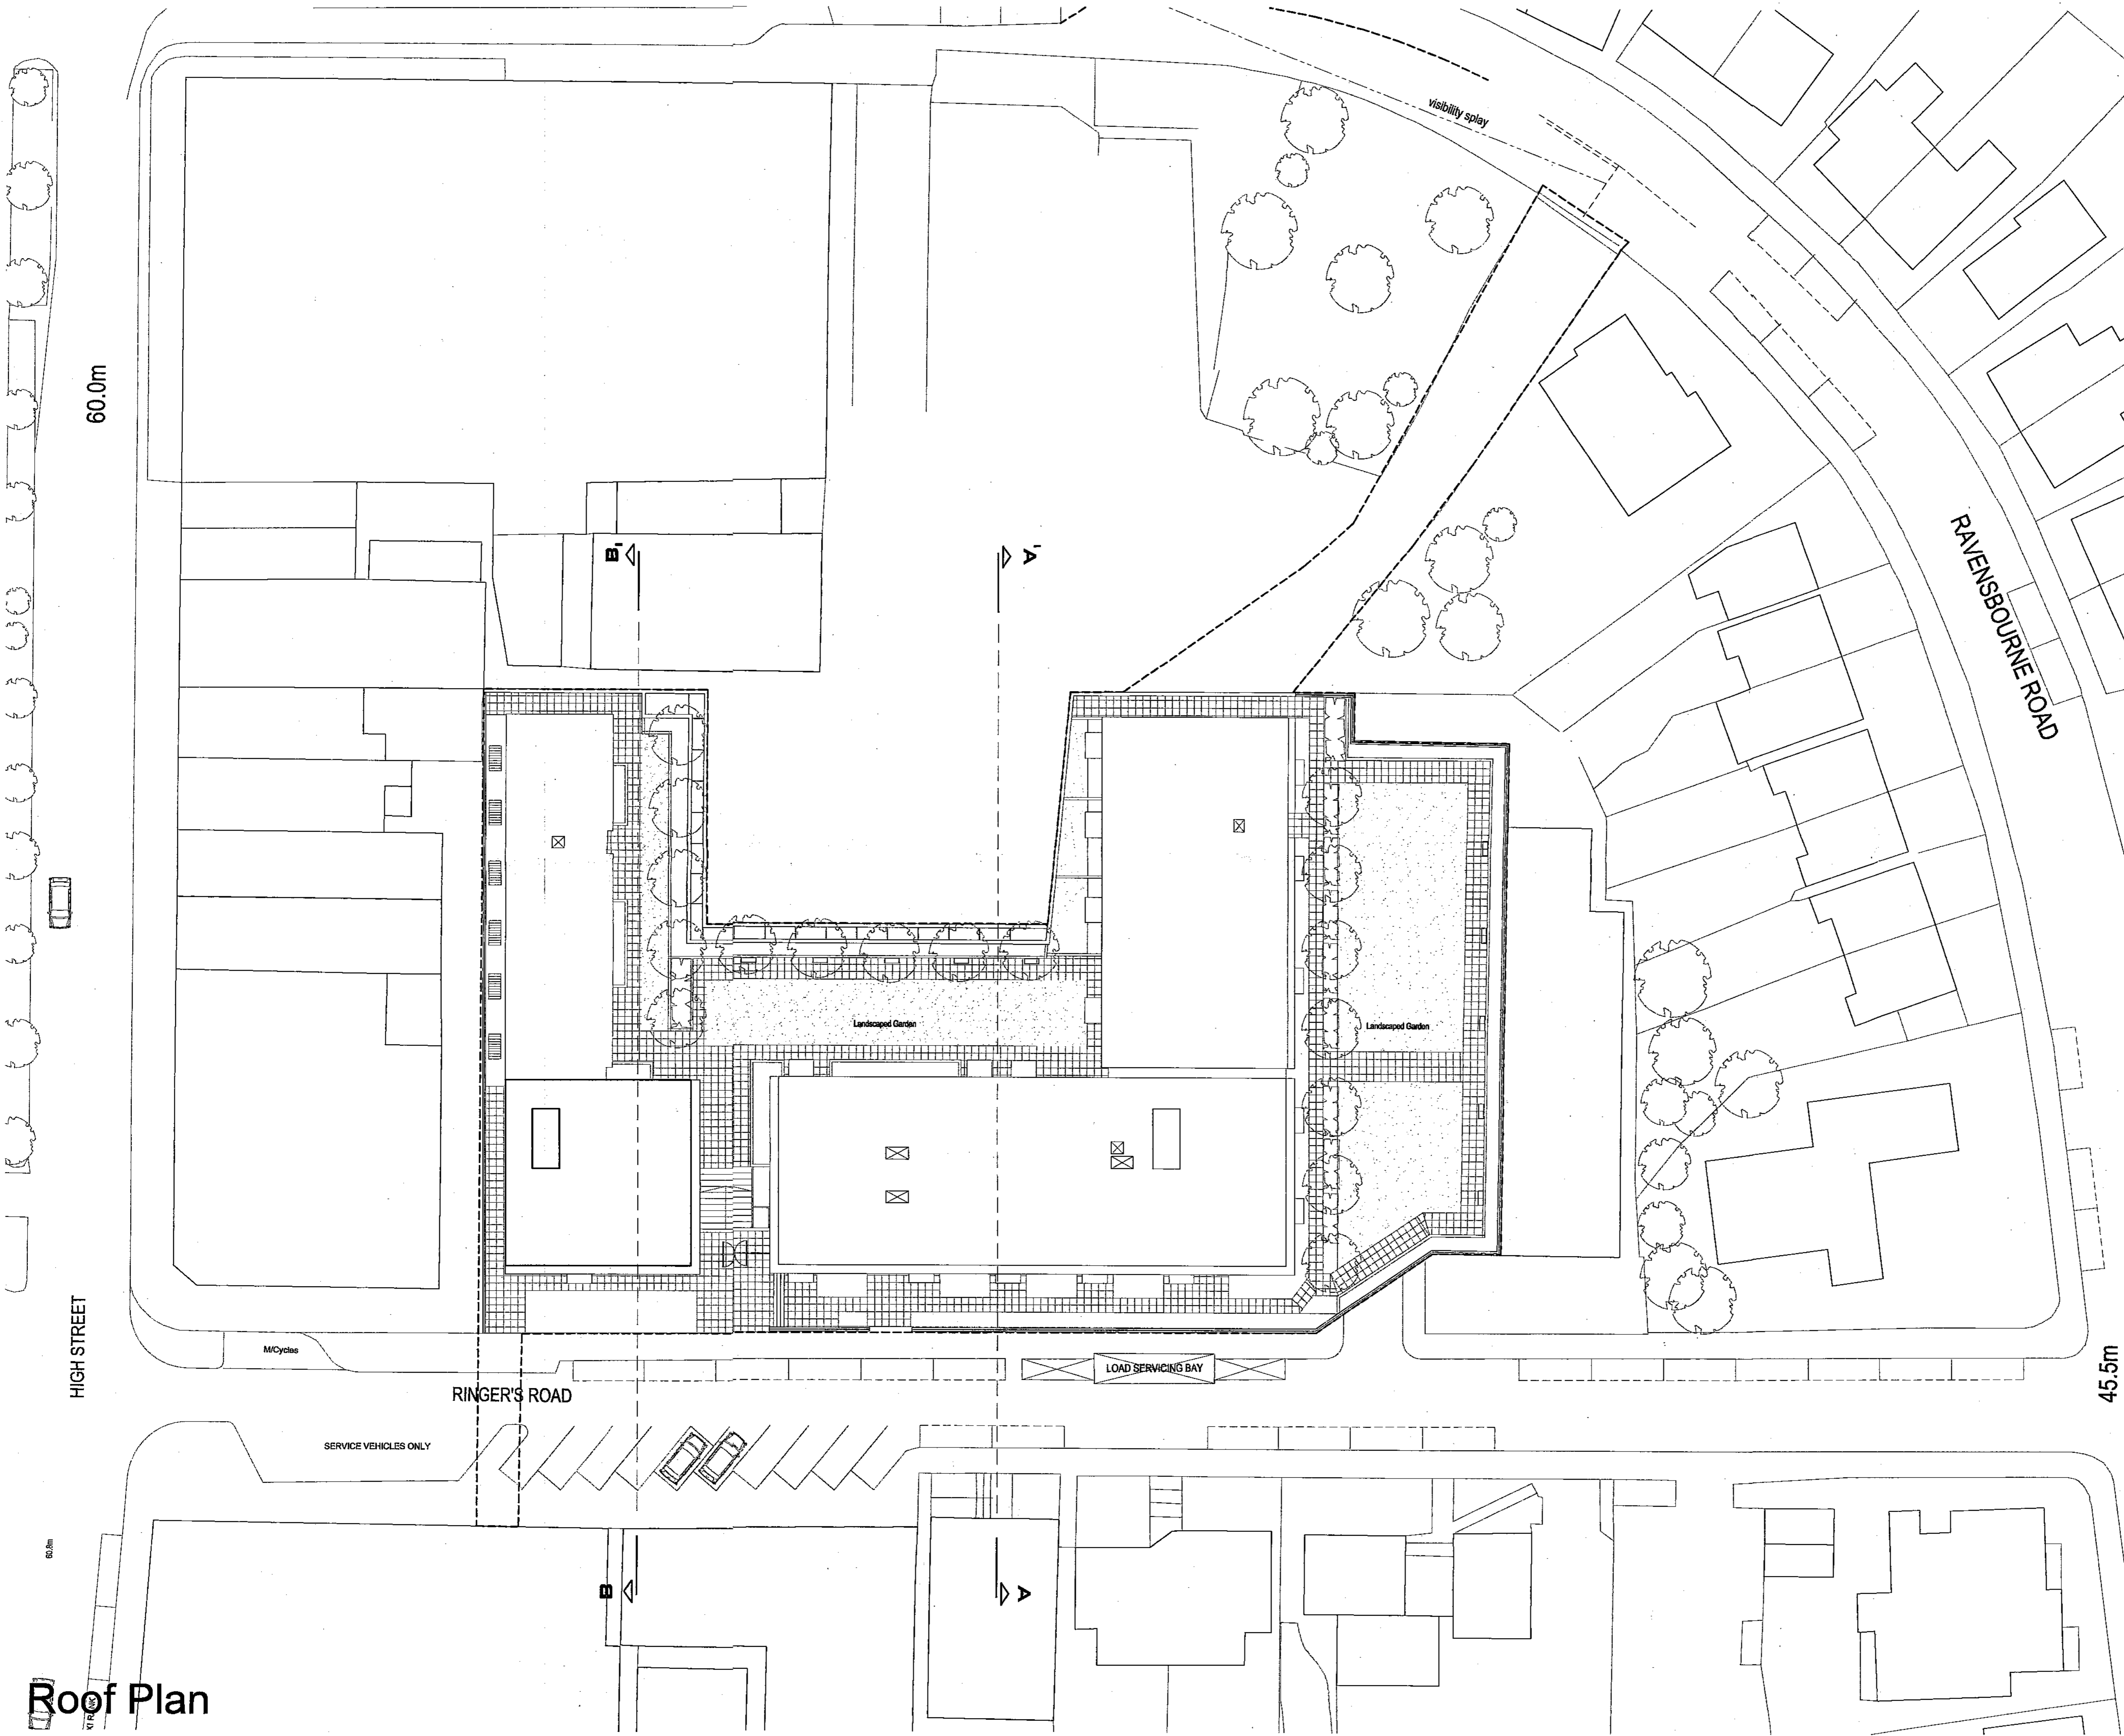 visibility splay
60.0m
RAVENSBOURNE ROAD
B'
A'
Landscaped Garden
Landscaped Garden
HIGH STREET
M/Cycles
LOAD SERVICING BAY
45.5m
RINGER'S ROAD
SERVICE VEHICLES ONLY
60.8m
B
A
Roof Plan